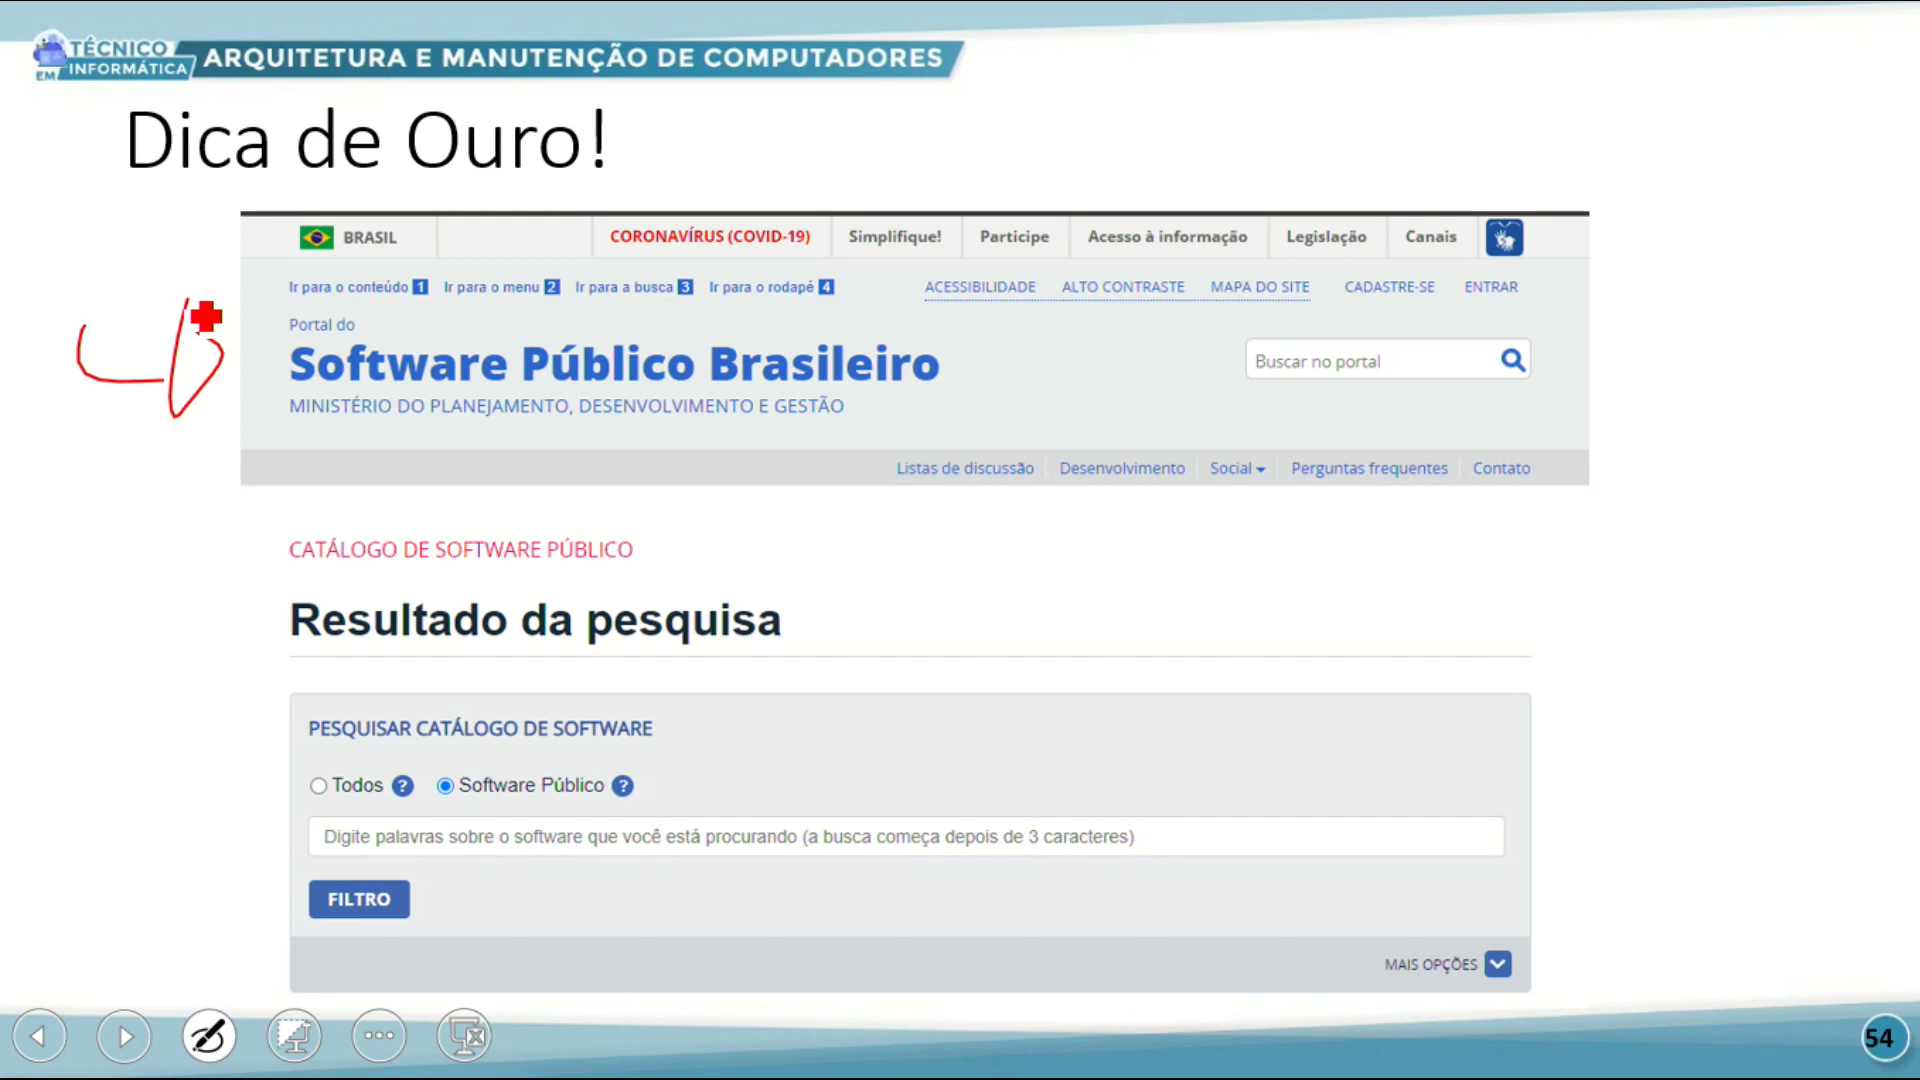 TÉCNICO
EM INFORMÁTICA
ARQUITETURA E MANUTENÇÃO DE COMPUTADORES
Dica de Ouro!
BRASIL CORONAVÍRUS (COVID-19) Simplifique! Participe Acesso à informação Legislação Canais
Ir para o conteúdo 1 Ir para o menu 2 Ir para a busca 3 Ir para o rodapé 4 ACESSIBILIDADE ALTO CONTRASTE MAPA DO SITE CADASTRE-SE ENTRAR
Portal do
Software Público Brasileiro
Buscar no portal
MINISTÉRIO DO PLANEJAMENTO, DESENVOLVIMENTO E GESTÃO
Listas de discussão Desenvolvimento Social Perguntas frequentes Contato
CATÁLOGO DE SOFTWARE PÚBLICO
Resultado da pesquisa
PESQUISAR CATÁLOGO DE SOFTWARE
Todos ? Software Público ?
Digite palavras sobre o software que você está procurando (a busca começa depois de 3 caracteres)
FILTRO
MAIS OPÇÕES
54